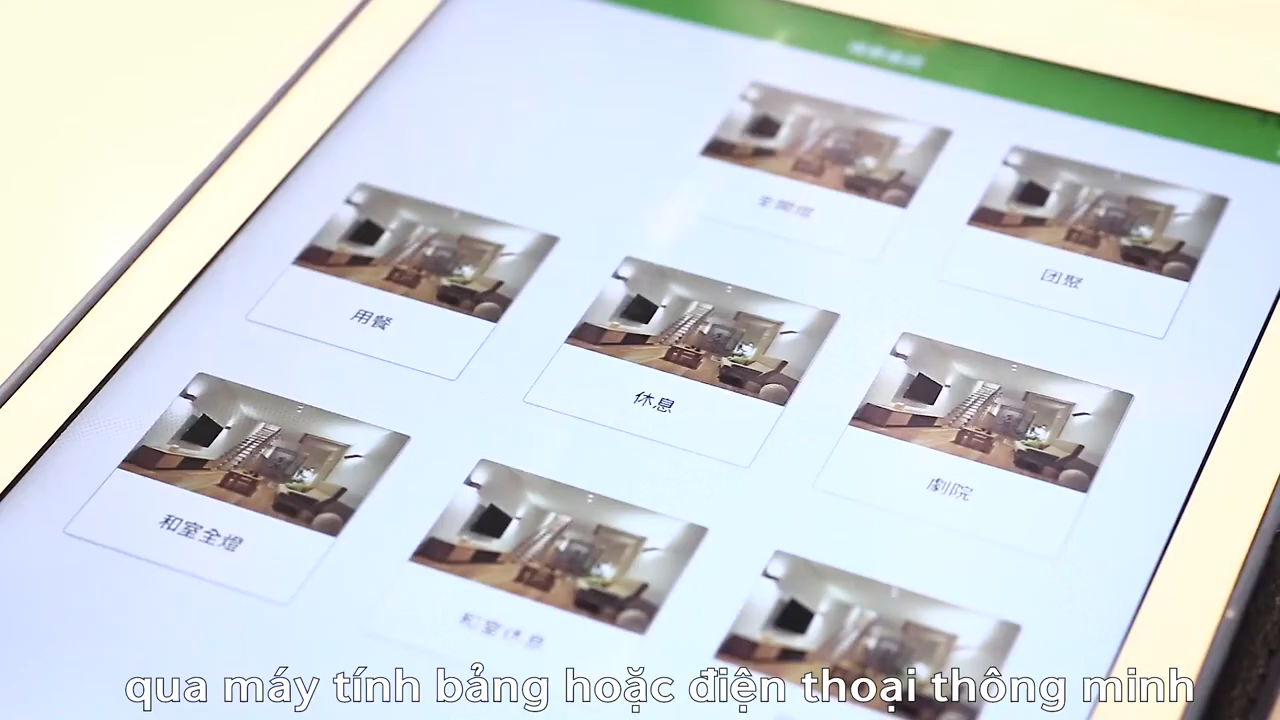 全開燈
团聚
用餐
休息
劇院
和室全燈
和室休息
qua máy tính bảng hoặc điện thoại thông minh